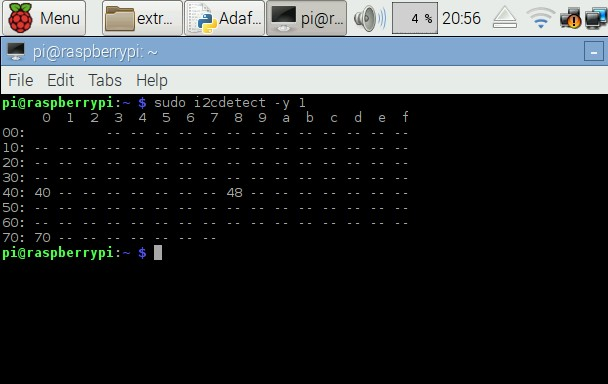 Menu extr... Adaf... pi@r... 4 % 20:56
pi@raspberrypi: ~
File Edit Tabs Help
pi@raspberrypi:~ $ sudo i2cdetect -y 1
     0  1  2  3  4  5  6  7  8  9  a  b  c  d  e  f
00:          -- -- -- -- -- -- -- -- -- -- -- -- --
10: -- -- -- -- -- -- -- -- -- -- -- -- -- -- -- --
20: -- -- -- -- -- -- -- -- -- -- -- -- -- -- -- --
30: -- -- -- -- -- -- -- -- -- -- -- -- -- -- -- --
40: 40 -- -- -- -- -- -- -- 48 -- -- -- -- -- -- --
50: -- -- -- -- -- -- -- -- -- -- -- -- -- -- -- --
60: -- -- -- -- -- -- -- -- -- -- -- -- -- -- -- --
70: 70 -- -- -- -- -- -- --
pi@raspberrypi:~ $